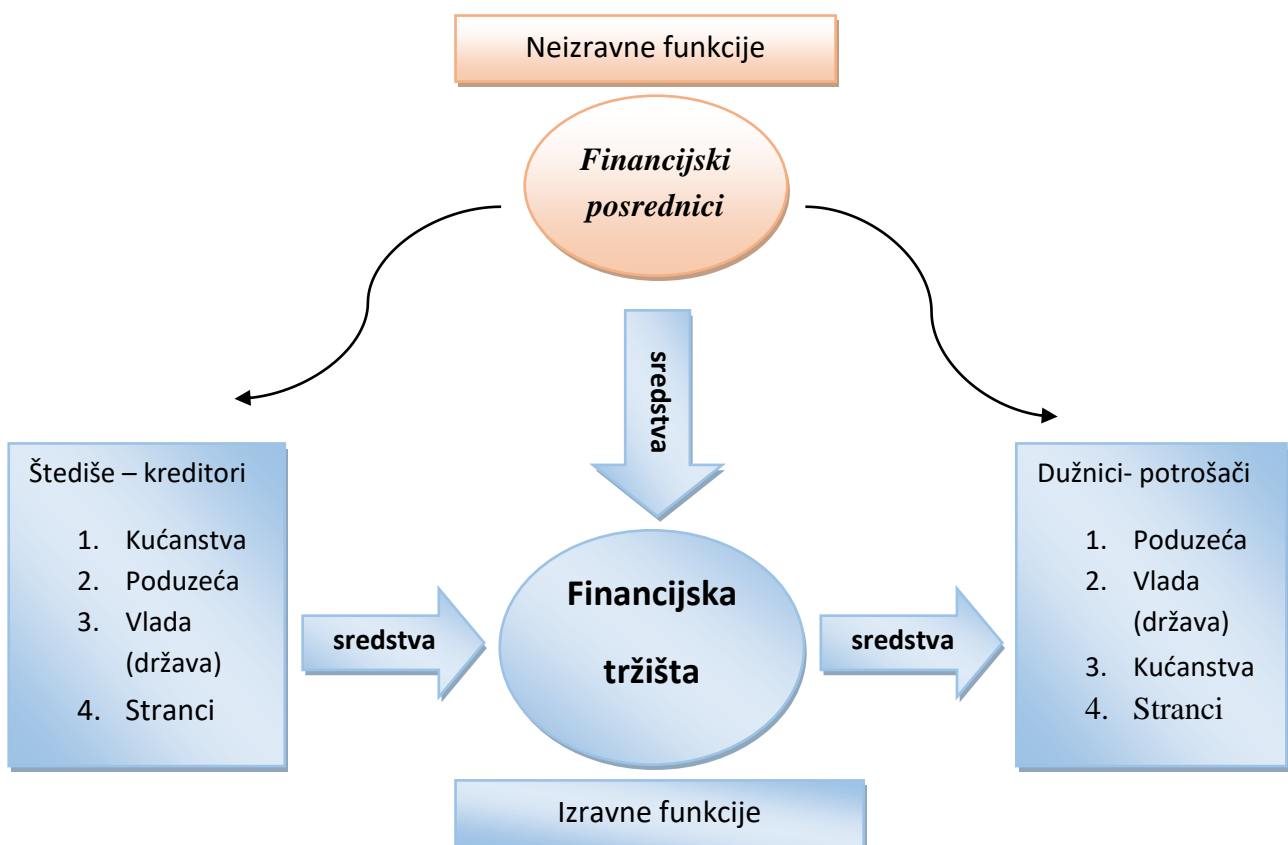 Neizravne funkcije
Financijski
posrednici
sredstva
Štediše – kreditori
1. Kućanstva
2. Poduzeća
3. Vlada
(država)
4. Stranci
sredstva
Financijska
tržišta
sredstva
Dužnici- potrošači
1. Poduzeća
2. Vlada
(država)
3. Kućanstva
4. Stranci
Izravne funkcije